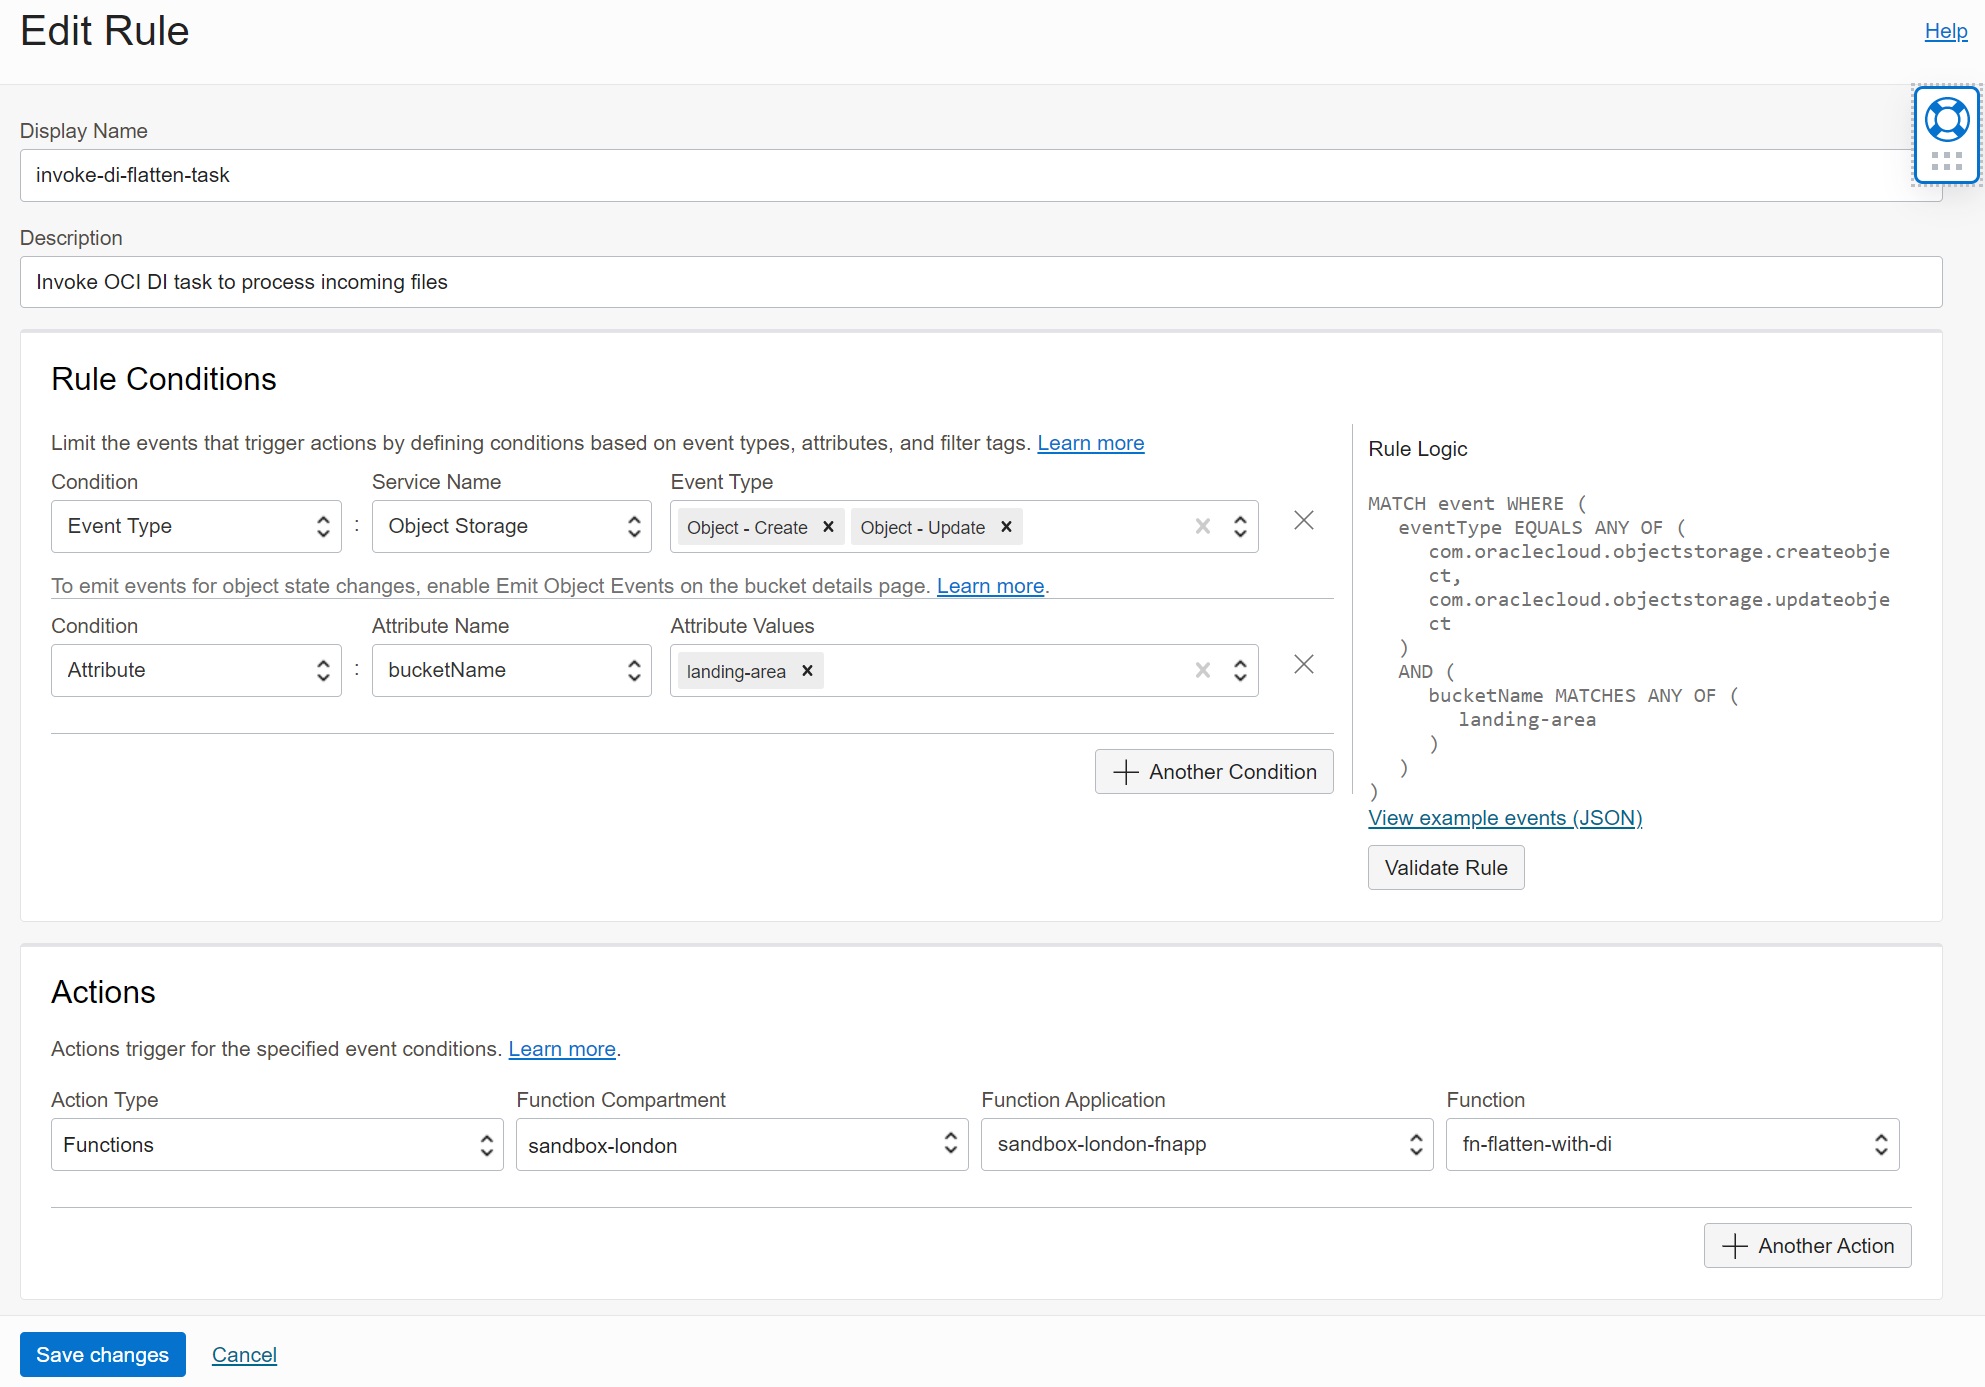 Edit Rule
Help
Display Name
invoke-di-flatten-task
Description
Invoke OCI DI task to process incoming files
Rule Conditions
Limit the events that trigger actions by defining conditions based on event types, attributes, and filter tags. Learn more
Condition Service Name Event Type
Event Type : Object Storage Object - Create × Object - Update ×
To emit events for object state changes, enable Emit Object Events on the bucket details page. Learn more.
Condition Attribute Name Attribute Values
Attribute : bucketName landing-area ×
Another Condition
Rule Logic
MATCH event WHERE (
eventType EQUALS ANY OF (
com.oraclecloud.objectstorage.createobje
ct,
com.oraclecloud.objectstorage.updateobje
ct
)
AND (
bucketName MATCHES ANY OF (
landing-area
)
)
)
View example events (JSON)
Validate Rule
Actions
Actions trigger for the specified event conditions. Learn more.
Action Type Function Compartment Function Application Function
Functions sandbox-london sandbox-london-fnapp fn-flatten-with-di
Another Action
Save changes Cancel